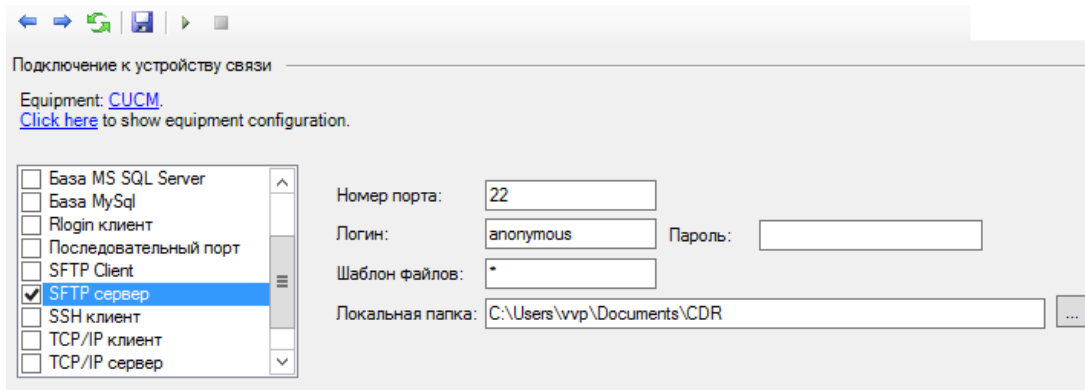 Подключение к устройству связи
Equipment: CUCM.
Click here to show equipment configuration.
База MS SQL Server
База MySql
Rlogin клиент
Последовательный порт
SFTP Client
SFTP сервер
SSH клиент
TCP/IP клиент
TCP/IP сервер
Номер порта: 22
Логин: anonymous Пароль:
Шаблон файлов: *
Локальная папка: C:\Users\vvp\Documents\CDR ...